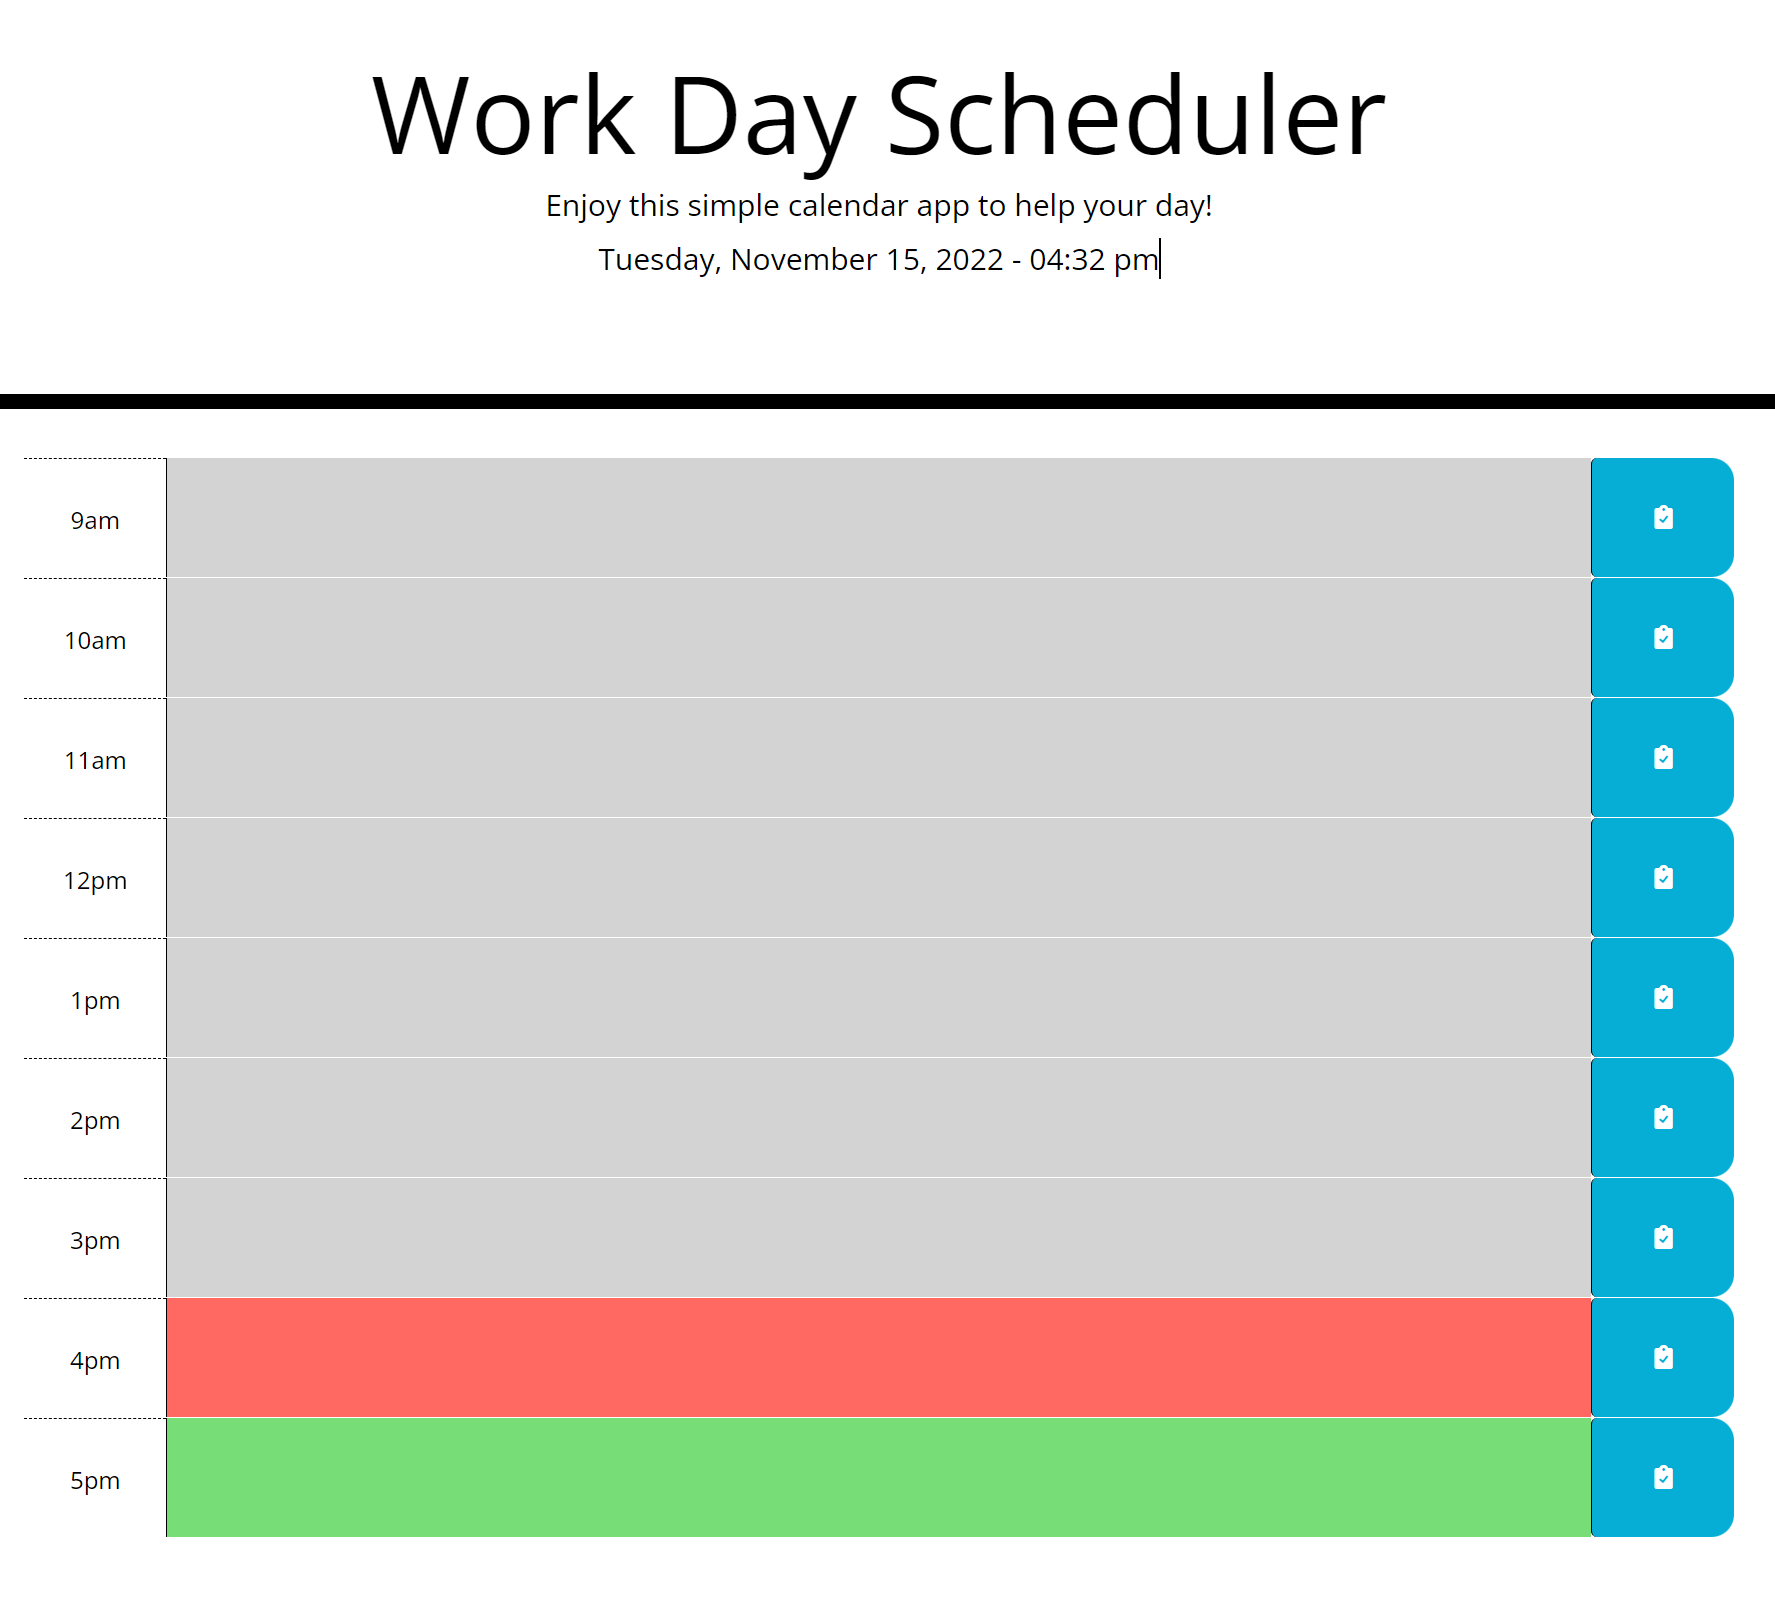 Work Day Scheduler
Enjoy this simple calendar app to help your day!
Tuesday, November 15, 2022 - 04:32 pm
9am
10am
11am
12pm
1pm
2pm
3pm
4pm
5pm